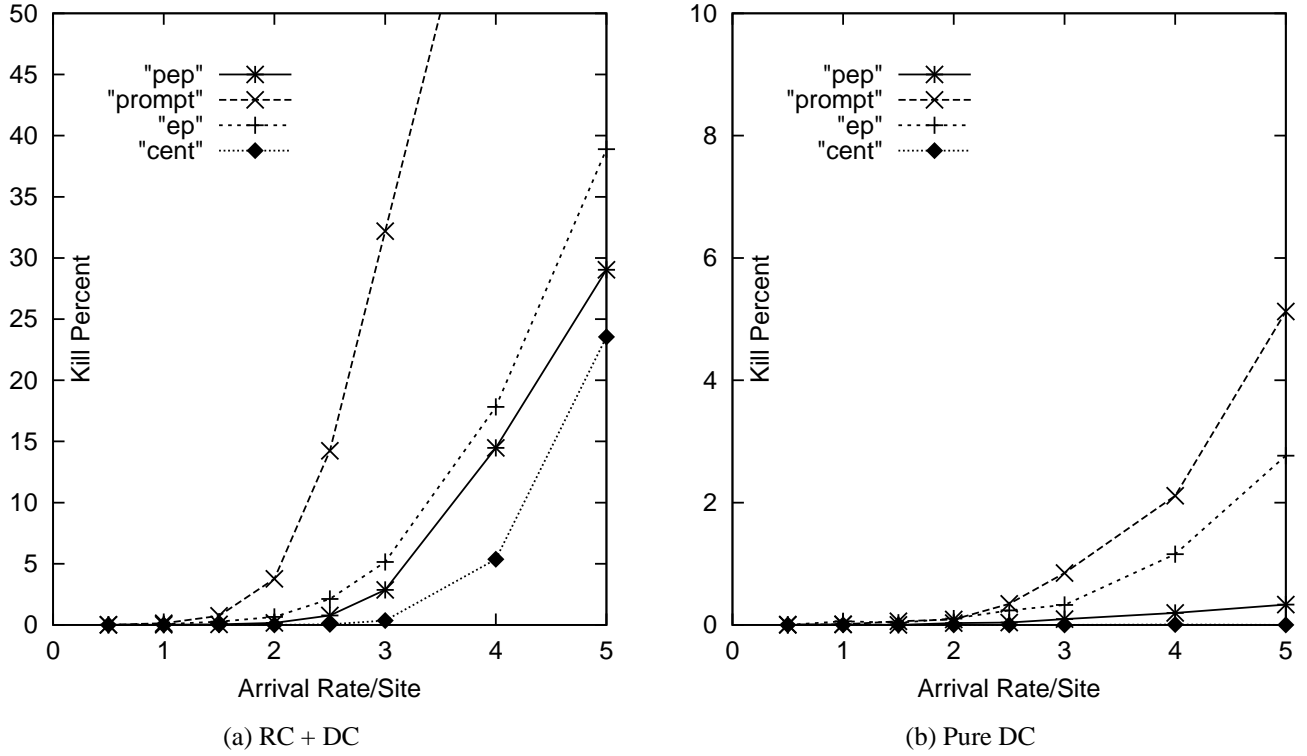 50
45
40
35
30
25
20
15
10
5
0
Kill Percent
"pep"
"prompt"
"ep"
"cent"
0 1 2 3 4 5
Arrival Rate/Site
(a) RC + DC
10
8
6
4
2
0
Kill Percent
"pep"
"prompt"
"ep"
"cent"
0 1 2 3 4 5
Arrival Rate/Site
(b) Pure DC